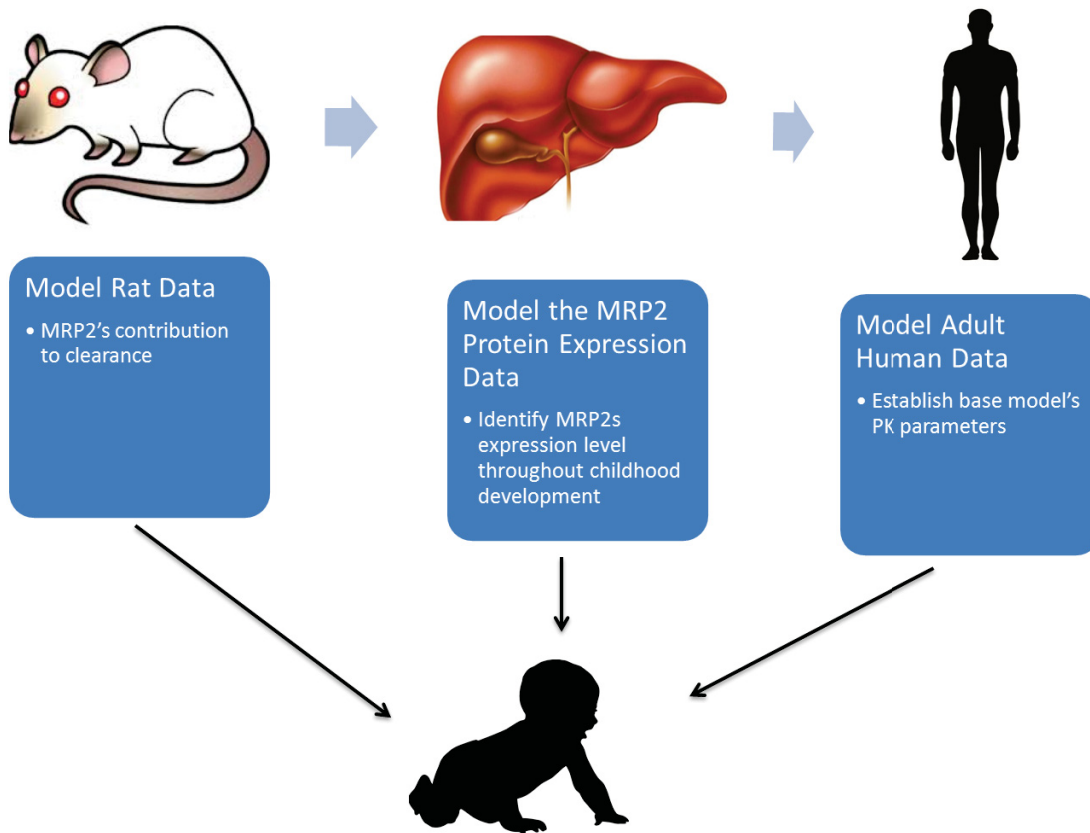 Model Rat Data
• MRP2's contribution
to clearance
Model the MRP2
Protein Expression
Data
• Identify MRP2s
expression level
throughout childhood
development
Model Adult
Human Data
• Establish base model's
PK parameters